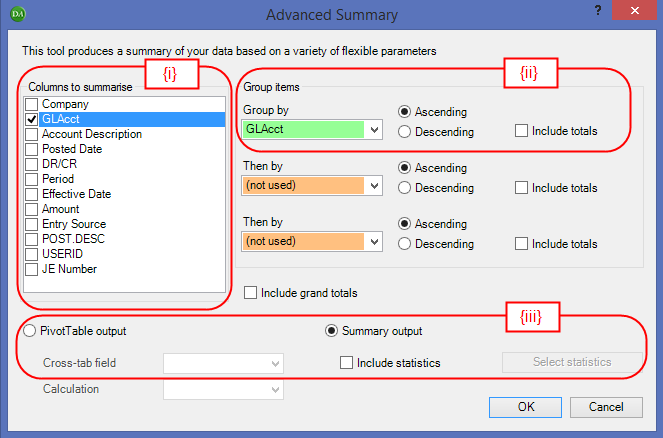 DA
Advanced Summary
?
This tool produces a summary of your data based on a variety of flexible parameters
{i}
{ii}
Columns to summarise
Company
GLAcct
Account Description
Posted Date
DR/CR
Period
Effective Date
Amount
Entry Source
POST.DESC
USERID
JE Number
Group items
Group by
Ascending
GLAcct
Descending
Include totals
Then by
Ascending
(not used)
Descending
Include totals
Then by
Ascending
(not used)
Descending
Include totals
Include grand totals
{iii}
PivotTable output
Summary output
Cross-tab field
Include statistics
Select statistics
Calculation
OK
Cancel